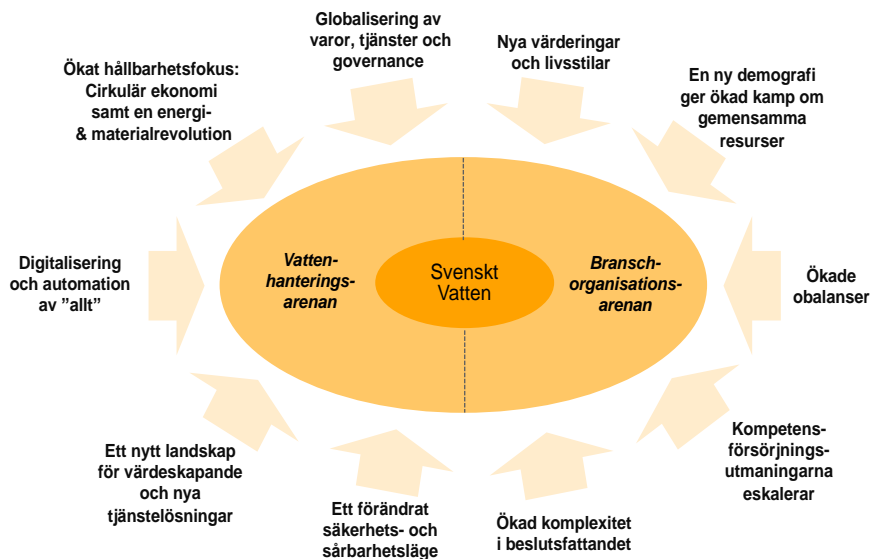 Globalisering av
varor, tjänster och
governance
Nya värderingar
och livsstilar
Ökat hållbarhetsfokus:
Cirkulär ekonomi
samt en energi-
& materialrevolution
En ny demografi
ger ökad kamp om
gemensamma
resurser
Digitalisering
och automation
av ”allt”
Vatten-
hanterings-
arenan
Svenskt
Vatten
Bransch-
organisations-
arenan
Ökade
obalanser
Ett nytt landskap
för värdeskapande
och nya
tjänstelösningar
Ett förändrat
säkerhets- och
sårbarhetsläge
Ökad komplexitet
i beslutsfattandet
Kompetens-
försörjnings-
utmaningarna
eskalerar